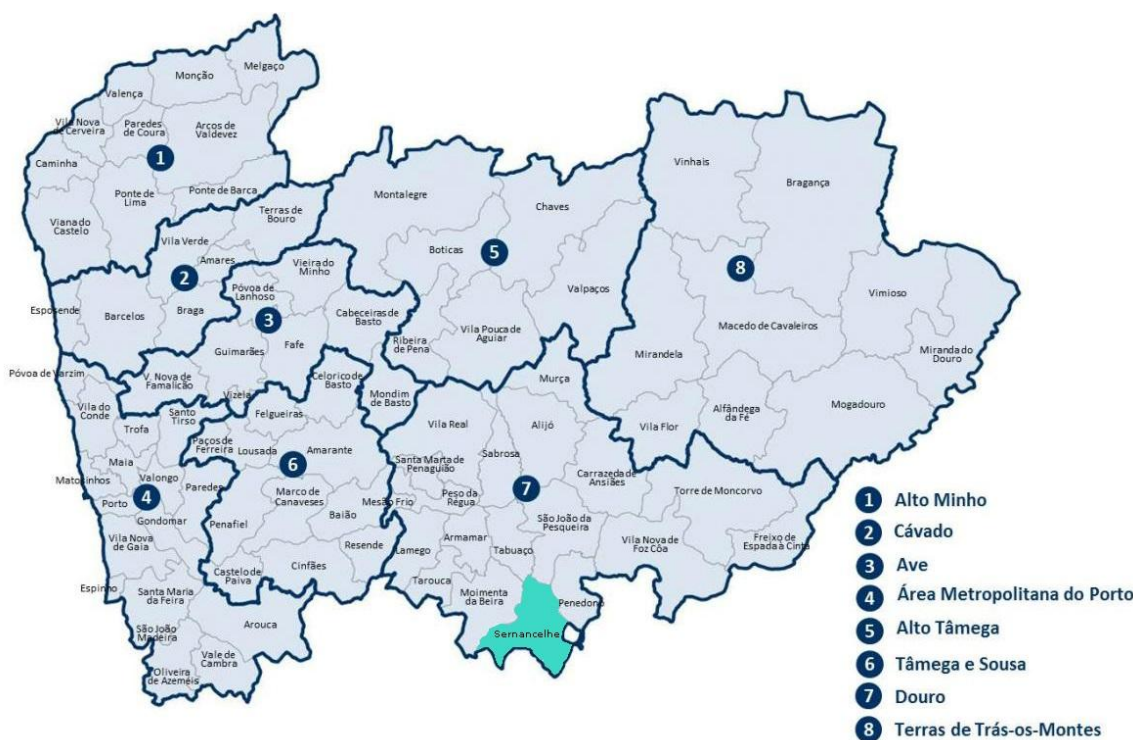 Melgaço
Monção
Valença
Vila Nova
de Cerveira
Paredes
de Coura
Arcos de
Valdevez
1
Caminha
Ponte de
Lima
Ponte de Barca
Viana do
Castelo
Terras de
Bouro
Vila Verde
Amares
2
Esposende
Barcelos
Braga
Vieira do
Minho
Póvoa de
Lanhoso
3
Cabeceiras de
Basto
Guimarães
Fafe
V. Nova de
Famalicão
Vizela
Celorico de
Basto
Mondim
de Basto
Montalegre
Chaves
Boticas
5
Valpaços
Vila Pouca de
Aguiar
Ribeira
de Pena
Vinhais
Bragança
8
Vimioso
Macedo de Cavaleiros
Miranda do
Douro
Mirandela
Mogadouro
Alfândega
da Fé
Vila Flor
Póvoa de Varzim
Vila do
Conde
Santo
Tirso
Trofa
Maia
Matosinhos
Valongo
Paredes
Porto
4
Gondomar
Vila Nova
de Gaia
Espinho
Santa Maria
da Feira
Arouca
São João
Madeira
Vale de
Cambra
Oliveira
de Azeméis
Felgueiras
Paços de
Ferreira
Lousada
Amarante
6
Marco de
Canaveses
Baião
Penafiel
Resende
Castelo de
Paiva
Cinfães
Murça
Vila Real
Alijó
Sabrosa
Santa Marta de
Penaguião
Carrazeda de
Ansiães
Mesão Frio
Peso da
Régua
7
Torre de Moncorvo
São João da
Pesqueira
Armamar
Lamego
Tabuaço
Vila Nova de
Foz Côa
Freixo de
Espada à Cinta
Tarouca
Moimenta
da Beira
Penedono
Sernancelhe
1 Alto Minho
2 Cávado
3 Ave
4 Área Metropolitana do Porto
5 Alto Tâmega
6 Tâmega e Sousa
7 Douro
8 Terras de Trás-os-Montes